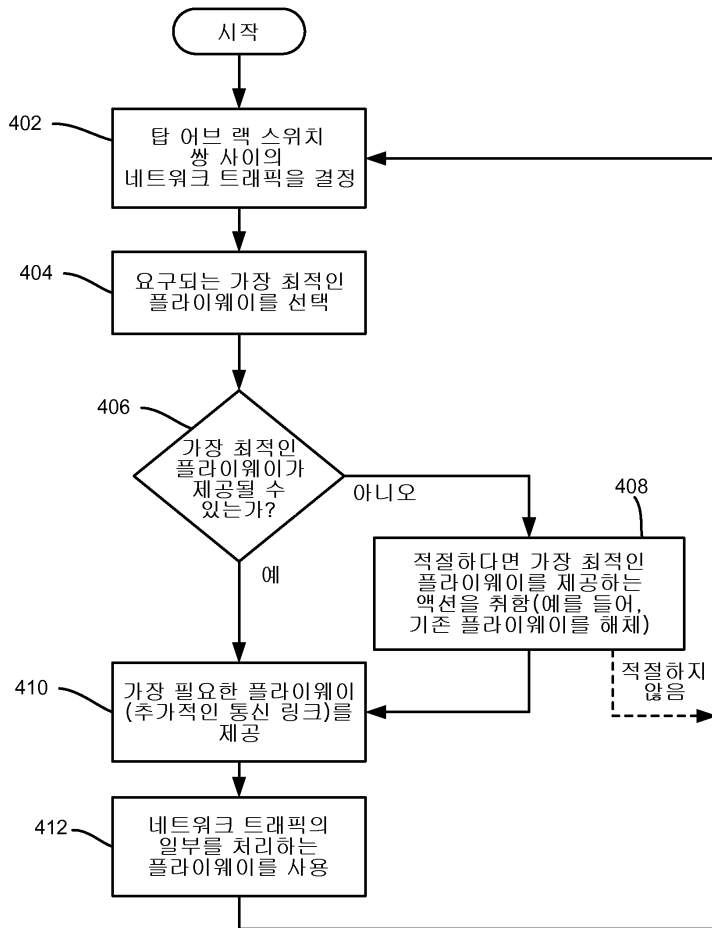 시작
402
탑 어브 랙 스위치
쌍 사이의
네트워크 트래픽을 결정
404
요구되는 가장 최적인
플라이웨이를 선택
406
가장 최적인
플라이웨이가
제공될 수
있는가?
아니오
예
408
적절하다면 가장 최적인
플라이웨이를 제공하는
액션을 취함(예를 들어,
기존 플라이웨이를 해체)
적절하지
않음
410
가장 필요한 플라이웨이
(추가적인 통신 링크)를
제공
412
네트워크 트래픽의
일부를 처리하는
플라이웨이를 사용